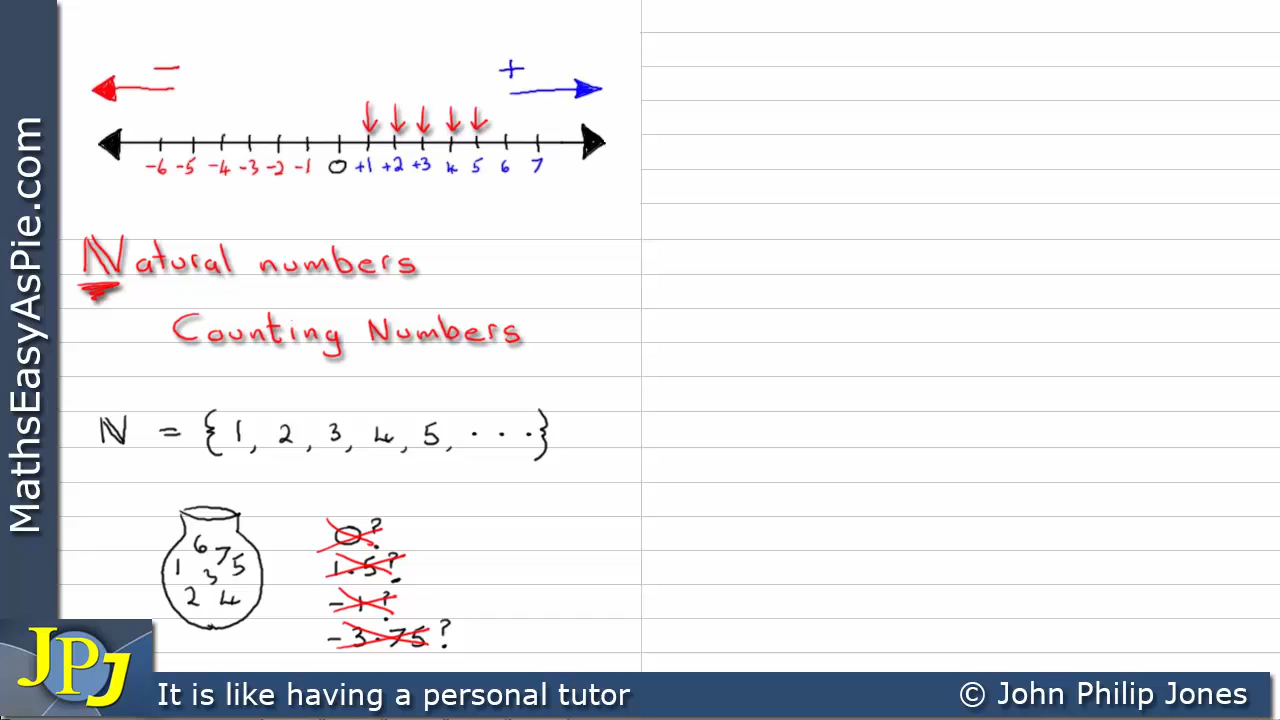 MathsEasyAsPie.com
− +
-6 -5 -4 -3 -2 -1 0 +1 +2 +3 4 5 6 7
Natural numbers
Counting Numbers
ℕ = {1, 2, 3, 4, 5, ...}
6 7
1 3 5
2 4
0?
1.5?
-1?
-3.75?
JPJ
It is like having a personal tutor
© John Philip Jones